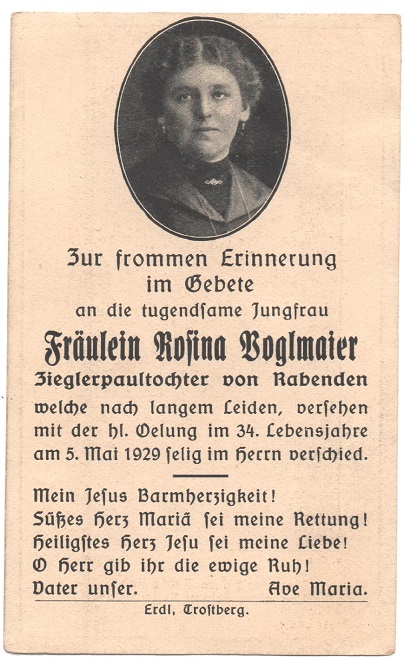 Zur frommen Erinnerung
im Gebete
an die tugendsame Jungfrau
Fräulein Rosina Voglmaier
Zieglerpaultochter von Rabenden
welche nach langem Leiden, versehen
mit der hl. Oelung im 34. Lebensjahre
am 5. Mai 1929 selig im Herrn verschied.
Mein Jesus Barmherzigkeit!
Süßes Herz Mariä sei meine Rettung!
Heiligstes Herz Jesu sei meine Liebe!
O Herr gib ihr die ewige Ruh!
Vater unser. Ave Maria.
Erdl, Trostberg.